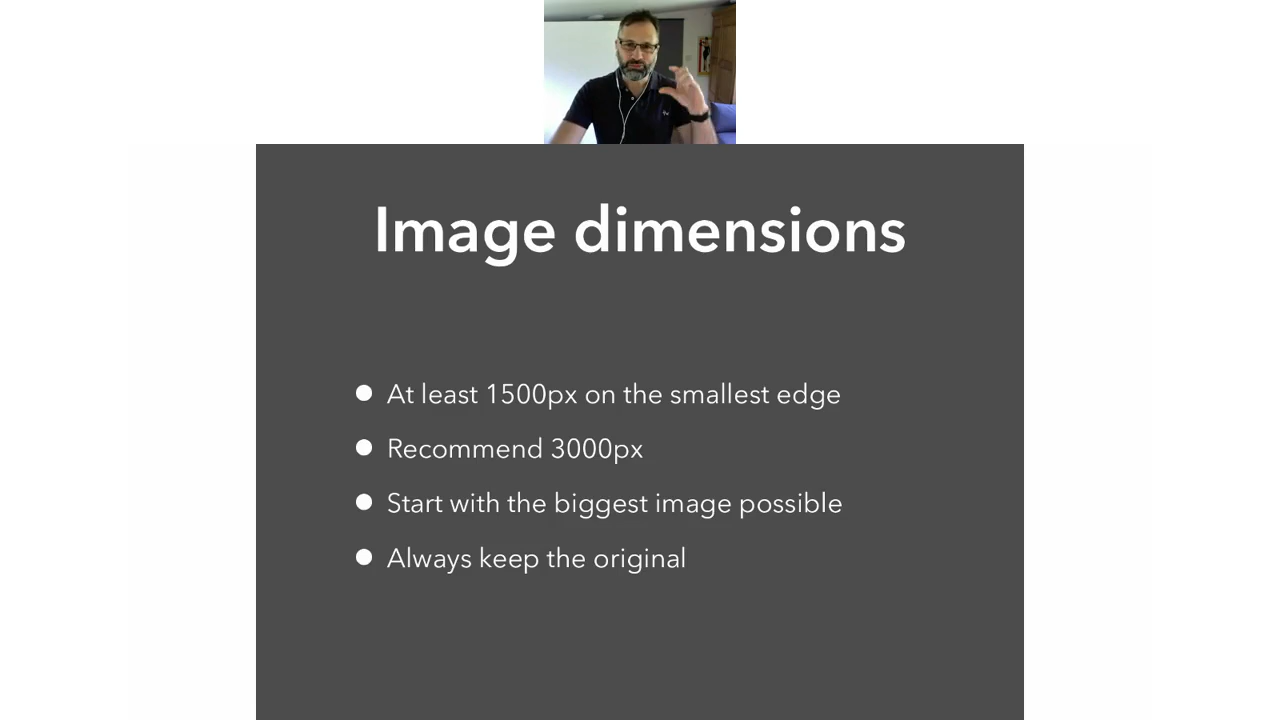 Image dimensions
At least 1500px on the smallest edge
Recommend 3000px
Start with the biggest image possible
Always keep the original